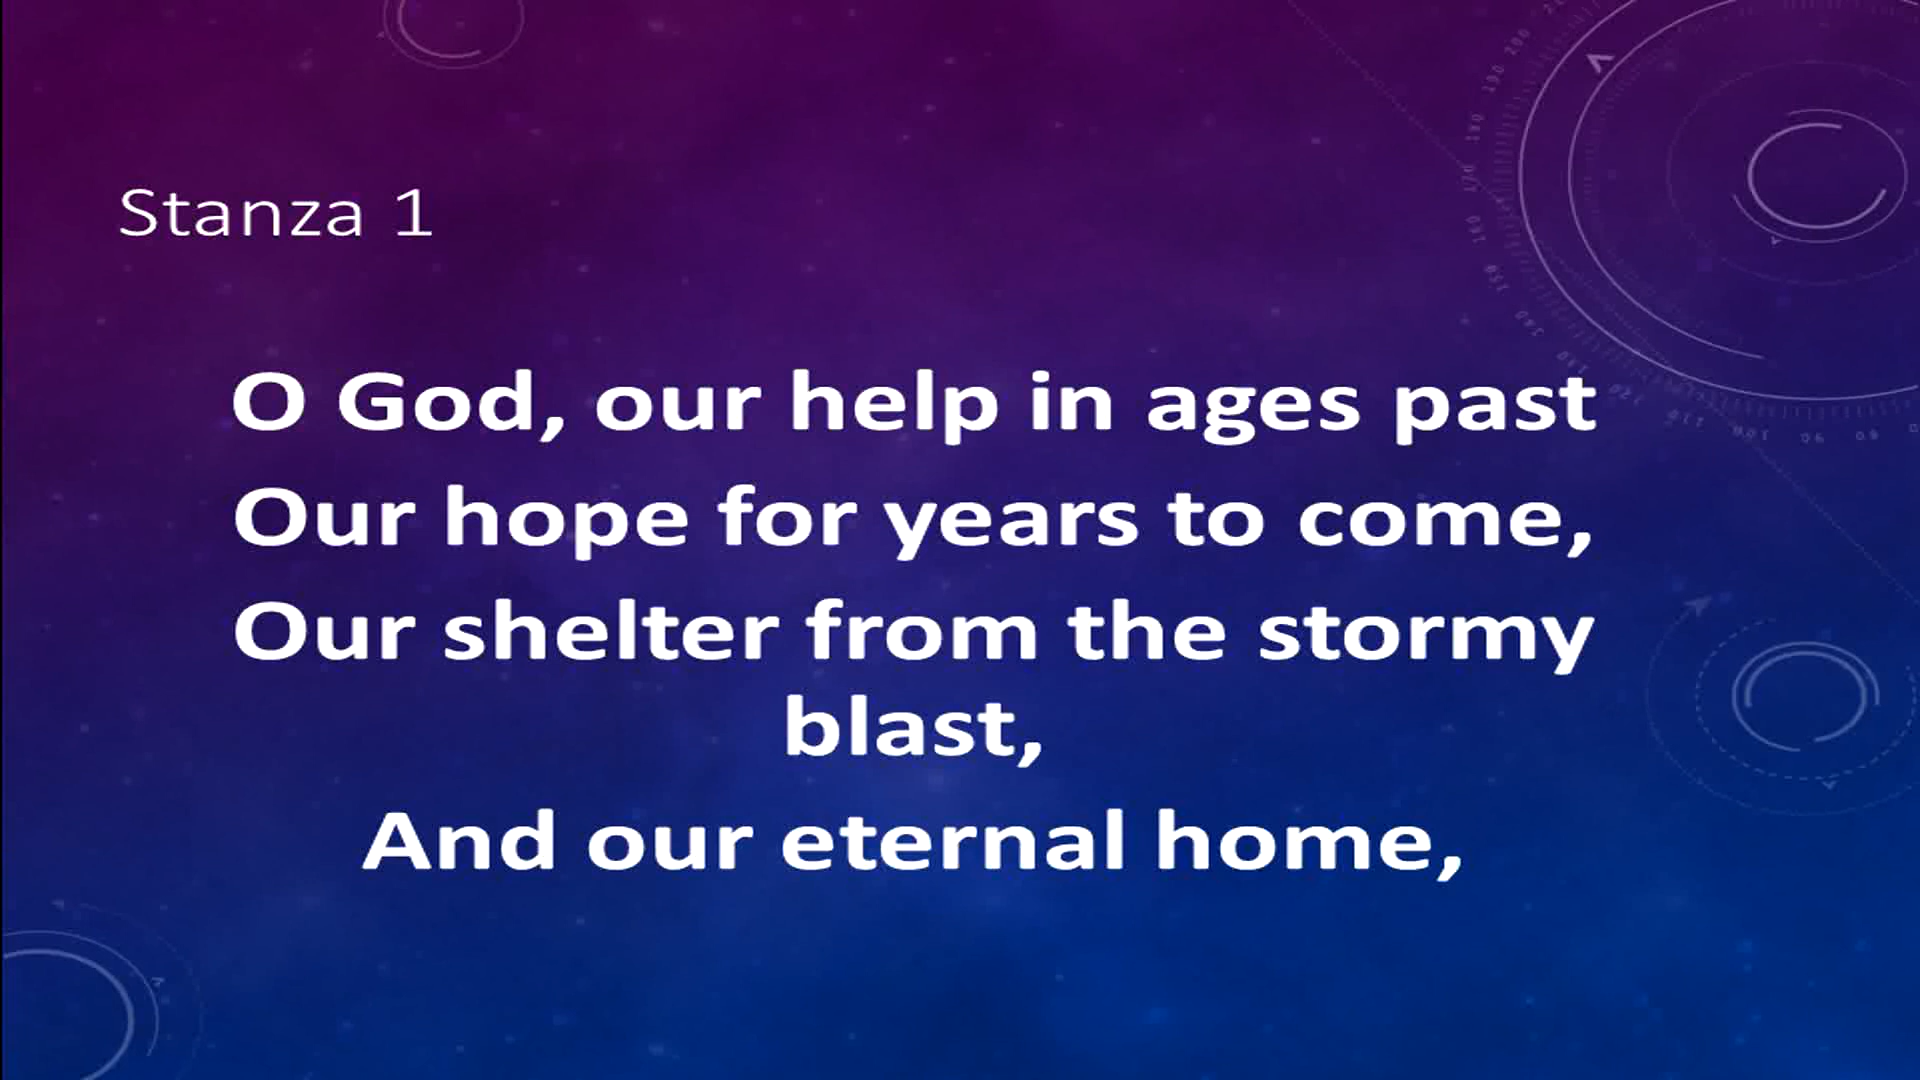 Stanza 1
O God, our help in ages past
Our hope for years to come,
Our shelter from the stormy
blast,
And our eternal home,